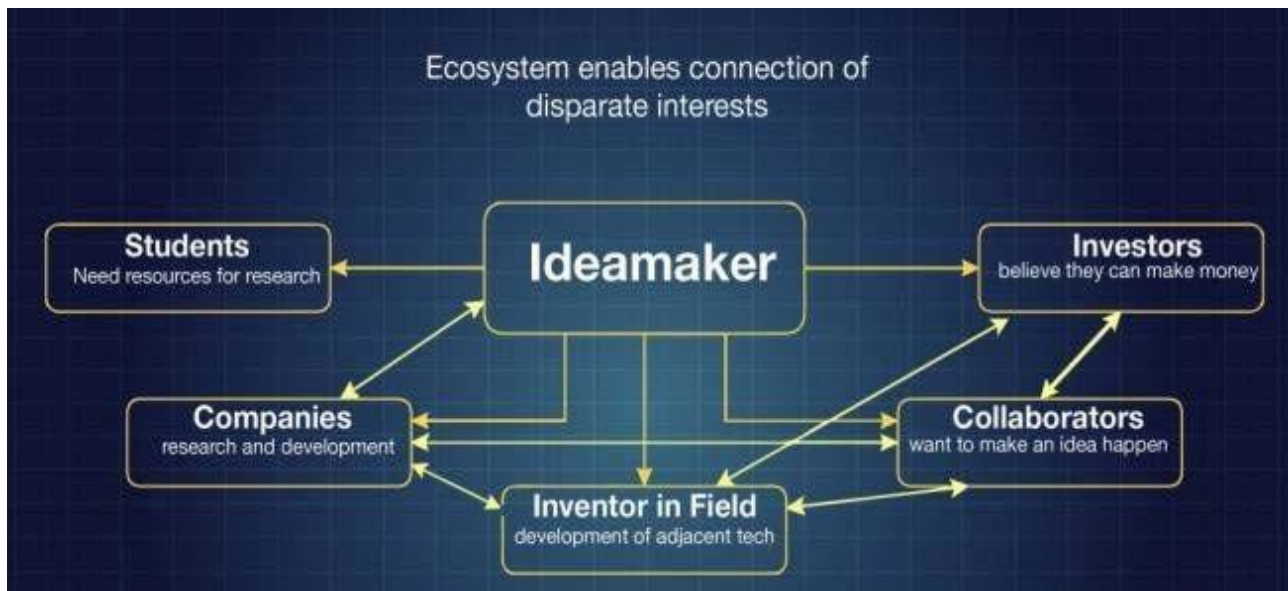 Ecosystem enables connection of
disparate interests
Students
Need resources for research
Ideamaker
Investors
believe they can make money
Companies
research and development
Collaborators
want to make an idea happen
Inventor in Field
development of adjacent tech